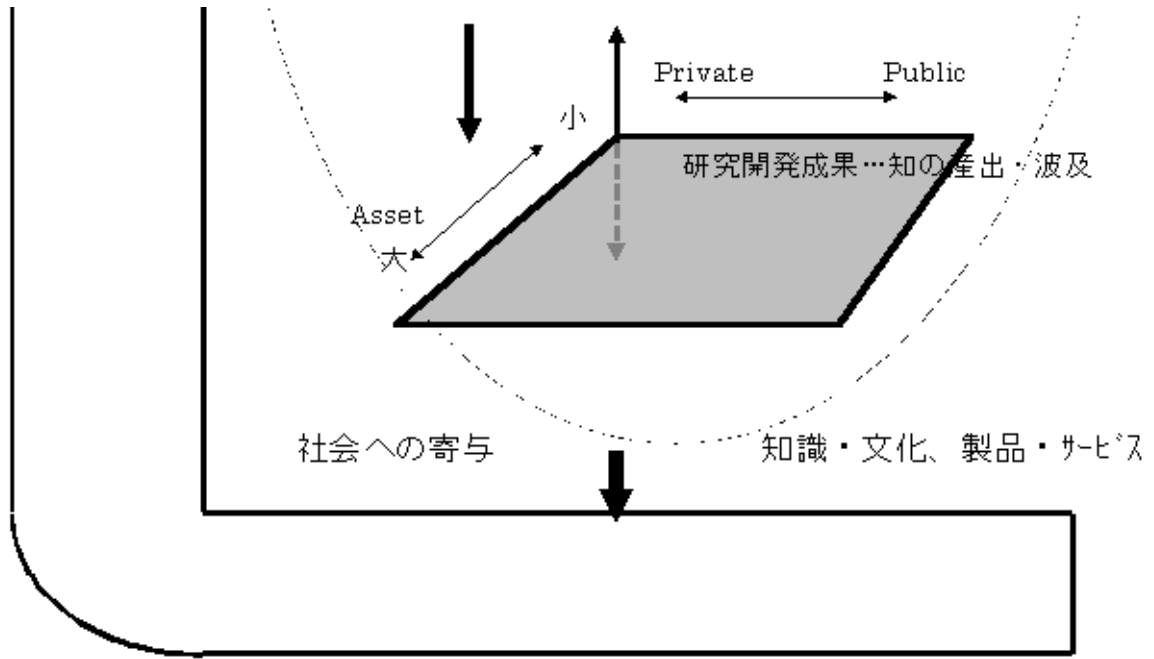 Private Public
小
研究開発成果…知の産出・波及
Asset
大
社会への寄与
知識・文化、製品・ｻｰﾋﾞｽ